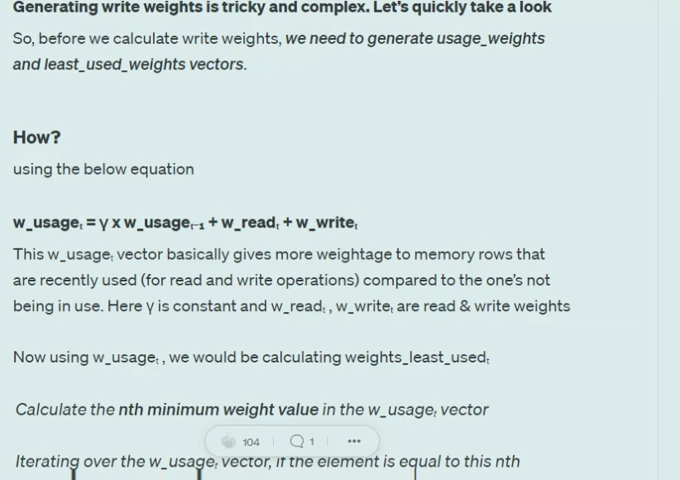 Generating write weights is tricky and complex. Let's quickly take a look
So, before we calculate write weights, we need to generate usage_weights
and least_used_weights vectors.
How?
using the below equation
w_usageₜ = γ x w_usageₜ₋₁ + w_readₜ + w_writeₜ
This w_usageₜ vector basically gives more weightage to memory rows that
are recently used (for read and write operations) compared to the one's not
being in use. Here γ is constant and w_readₜ , w_writeₜ are read & write weights
Now using w_usageₜ , we would be calculating weights_least_usedₜ
Calculate the nth minimum weight value in the w_usageₜ vector
104 1
Iterating over the w_usageₜ vector, if the element is equal to this nth